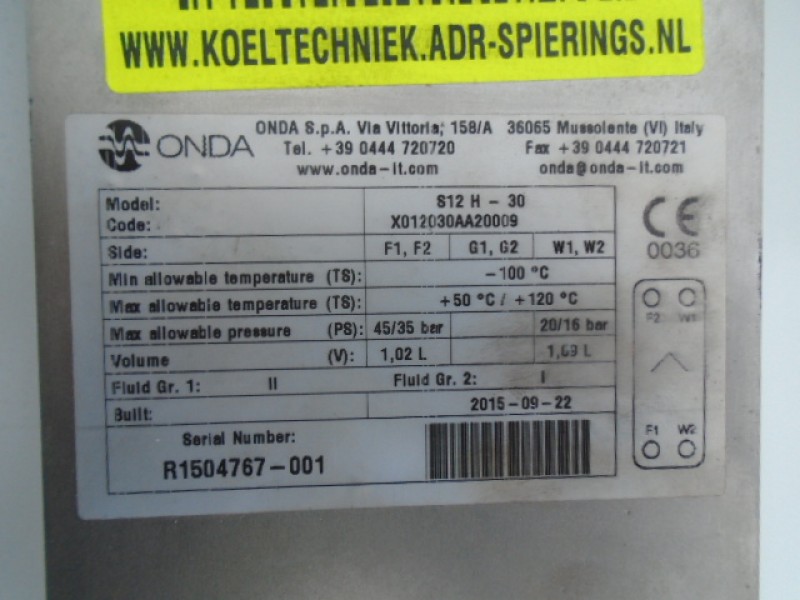 WWW.KOELTECHNIEK.ADR-SPIERINGS.NL
ONDA
ONDA S.p.A. Via Vittoria, 158/A 36065 Mussolente (VI) Italy
Tel. +39 0444 720720 Fax +39 0444 720721
www.onda-it.com onda@onda-it.com
Model: S12 H - 30
Code: X012030AA20009
Side: F1, F2 G1, G2 W1, W2
Min allowable temperature (TS): -100 °C
Max allowable temperature (TS): +50 °C / +120 °C
Max allowable pressure (PS): 45/35 bar 20/16 bar
Volume (V): 1,02 L 1,69 L
Fluid Gr. 1: II Fluid Gr. 2: I
Built: 2015-09-22
Serial Number:
R1504767-001
CE
0036
F2 W1
F1 W2